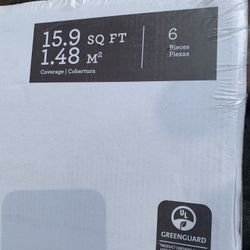 15.9 SQ FT
1.48 M²
Coverage | Cobertura
6
Pieces
Piezas
UL
GREENGUARD